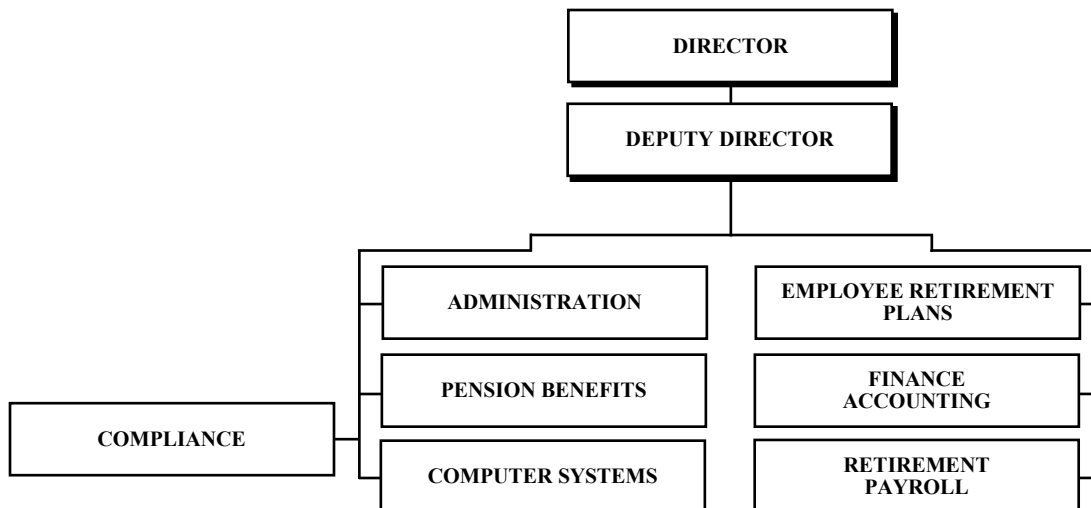 DIRECTOR
DEPUTY DIRECTOR
ADMINISTRATION
EMPLOYEE RETIREMENT
PLANS
PENSION BENEFITS
FINANCE
ACCOUNTING
COMPLIANCE
COMPUTER SYSTEMS
RETIREMENT
PAYROLL